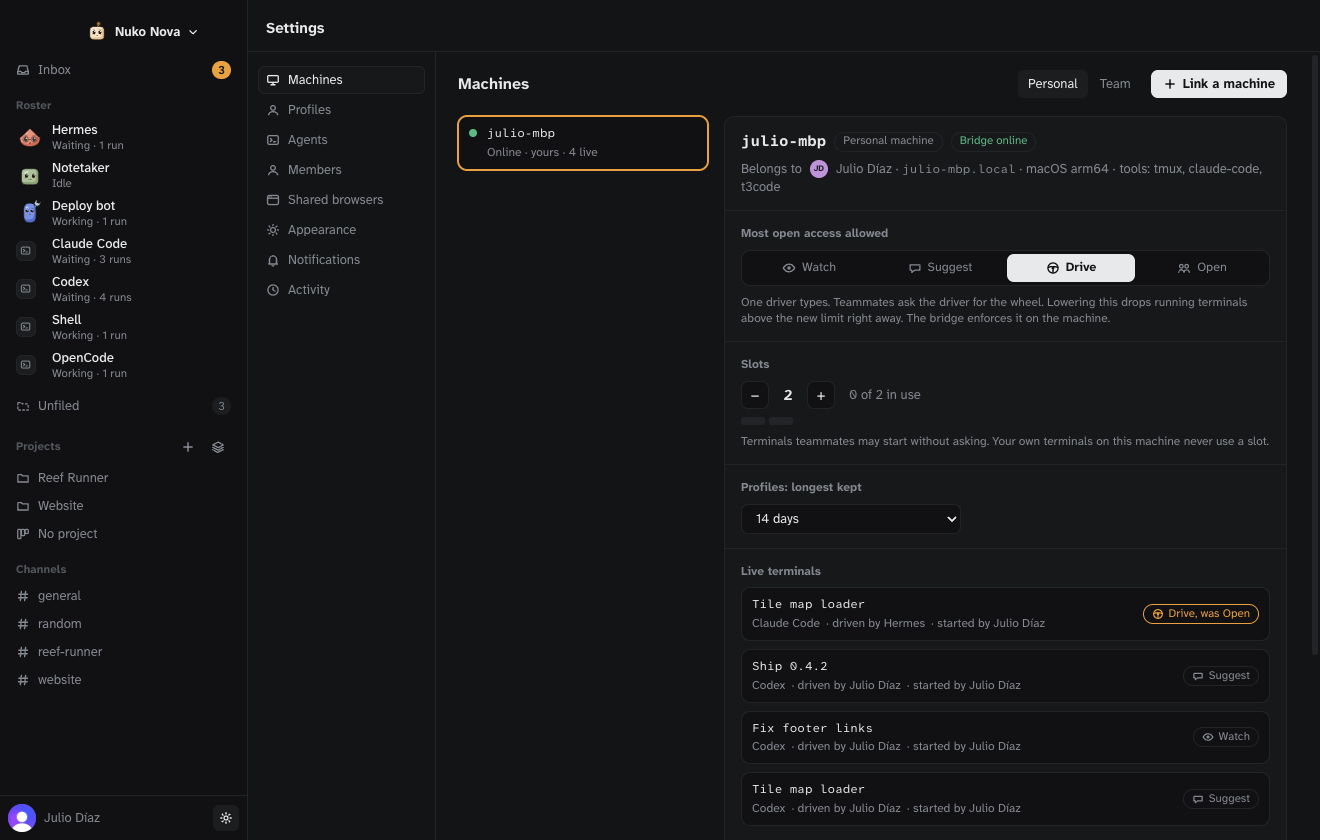 Nuko Nova
Inbox
3
Roster
Hermes
Waiting · 1 run
Notetaker
Idle
Deploy bot
Working · 1 run
Claude Code
Waiting · 3 runs
Codex
Waiting · 4 runs
Shell
Working · 1 run
OpenCode
Working · 1 run
Unfiled
3
Projects
Reef Runner
Website
No project
Channels
general
random
reef-runner
website
Julio Díaz
Settings
Machines
Profiles
Agents
Members
Shared browsers
Appearance
Notifications
Activity
Machines
Personal
Team
+ Link a machine
julio-mbp
Online · yours · 4 live
julio-mbp
Personal machine
Bridge online
Belongs to JD Julio Díaz · julio-mbp.local · macOS arm64 · tools: tmux, claude-code,
t3code
Most open access allowed
Watch
Suggest
Drive
Open
One driver types. Teammates ask the driver for the wheel. Lowering this drops running terminals
above the new limit right away. The bridge enforces it on the machine.
Slots
− 2 + 0 of 2 in use
Terminals teammates may start without asking. Your own terminals on this machine never use a slot.
Profiles: longest kept
14 days
Live terminals
Tile map loader
Claude Code · driven by Hermes · started by Julio Díaz
Drive, was Open
Ship 0.4.2
Codex · driven by Julio Díaz · started by Julio Díaz
Suggest
Fix footer links
Codex · driven by Julio Díaz · started by Julio Díaz
Watch
Tile map loader
Codex · driven by Julio Díaz · started by Julio Díaz
Suggest